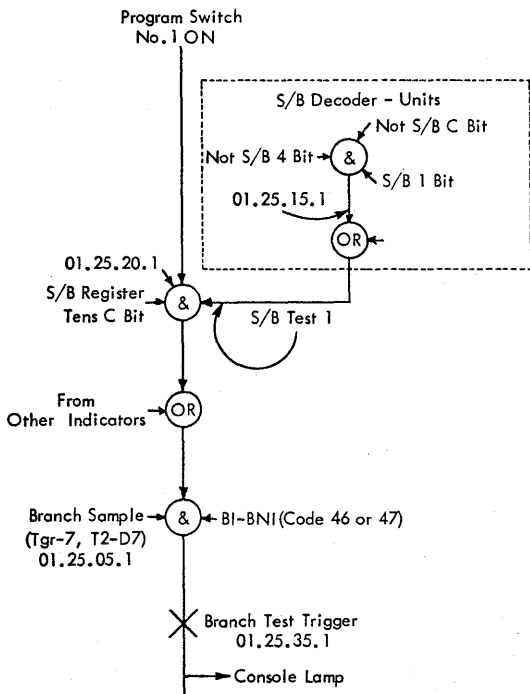 Program Switch
No.1 ON
S/B Decoder - Units
Not S/B C Bit
Not S/B 4 Bit
&
S/B 1 Bit
01.25.15.1
OR
01.25.20.1
S/B Register
Tens C Bit
&
S/B Test 1
From
Other Indicators
OR
Branch Sample
(Tgr-7, T2-D7)
01.25.05.1
&
BI-BNI(Code 46 or 47)
Branch Test Trigger
01.25.35.1
Console Lamp